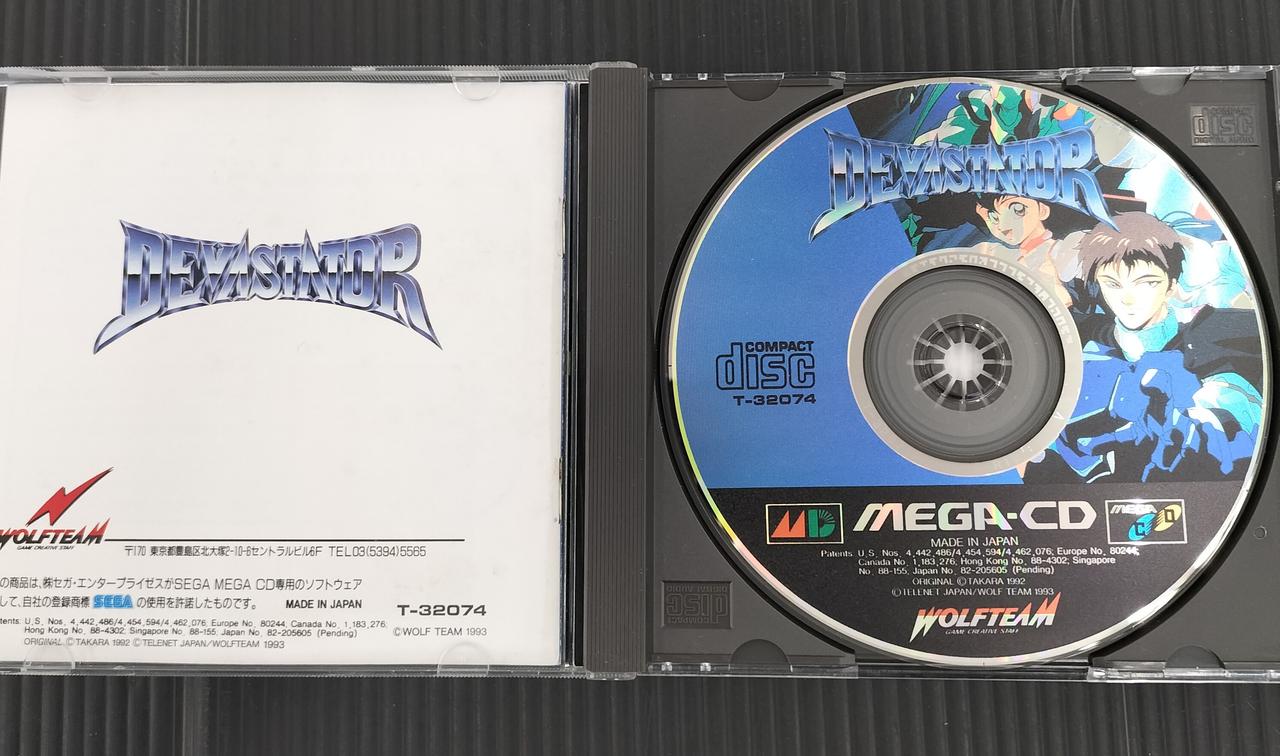 DEVASTATOR
WOLFTEAM
GAME CREATIVE STAFF
〒170 東京都豊島区北大塚2-10-6セントラルビル6F TEL03(5394)5565
の商品は、㈱セガ・エンタープライゼスがSEGA MEGA CD専用のソフトウェア
して、自社の登録商標 SEGA の使用を許諾したものです。 MADE IN JAPAN T-32074
tents: U.S. Nos. 4,442,486/4,454,594/4,462,076; Europe No. 80244; Canada No. 1,183,276;
Hong Kong No. 88-4302; Singapore No. 88-155; Japan No. 82-205605 (Pending) ©WOLF TEAM 1993
ORIGINAL ©TAKARA 1992 ©TELENET JAPAN/WOLFTEAM 1993
COMPACT
disc
DIGITAL AUDIO
DEVASTATOR
COMPACT
disc
T-32074
MD MEGA-CD MEGA CD
MADE IN JAPAN
Patents: U.S. Nos. 4,442,486/4,454,594/4,462,076; Europe No. 80244;
Canada No. 1,183,276; Hong Kong No. 88-4302; Singapore
No. 88-155; Japan No. 82-205605 (Pending)
ORIGINAL ©TAKARA 1992
©TELENET JAPAN/WOLF TEAM 1993
WOLFTEAM
GAME CREATIVE STAFF
COMPACT
disc
DIGITAL AUDIO